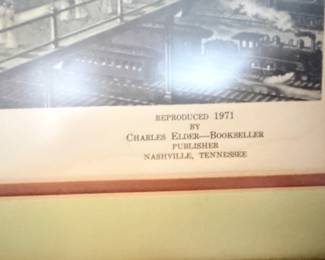 REPRODUCED 1971
BY
CHARLES ELDER—BOOKSELLER
PUBLISHER
NASHVILLE, TENNESSEE